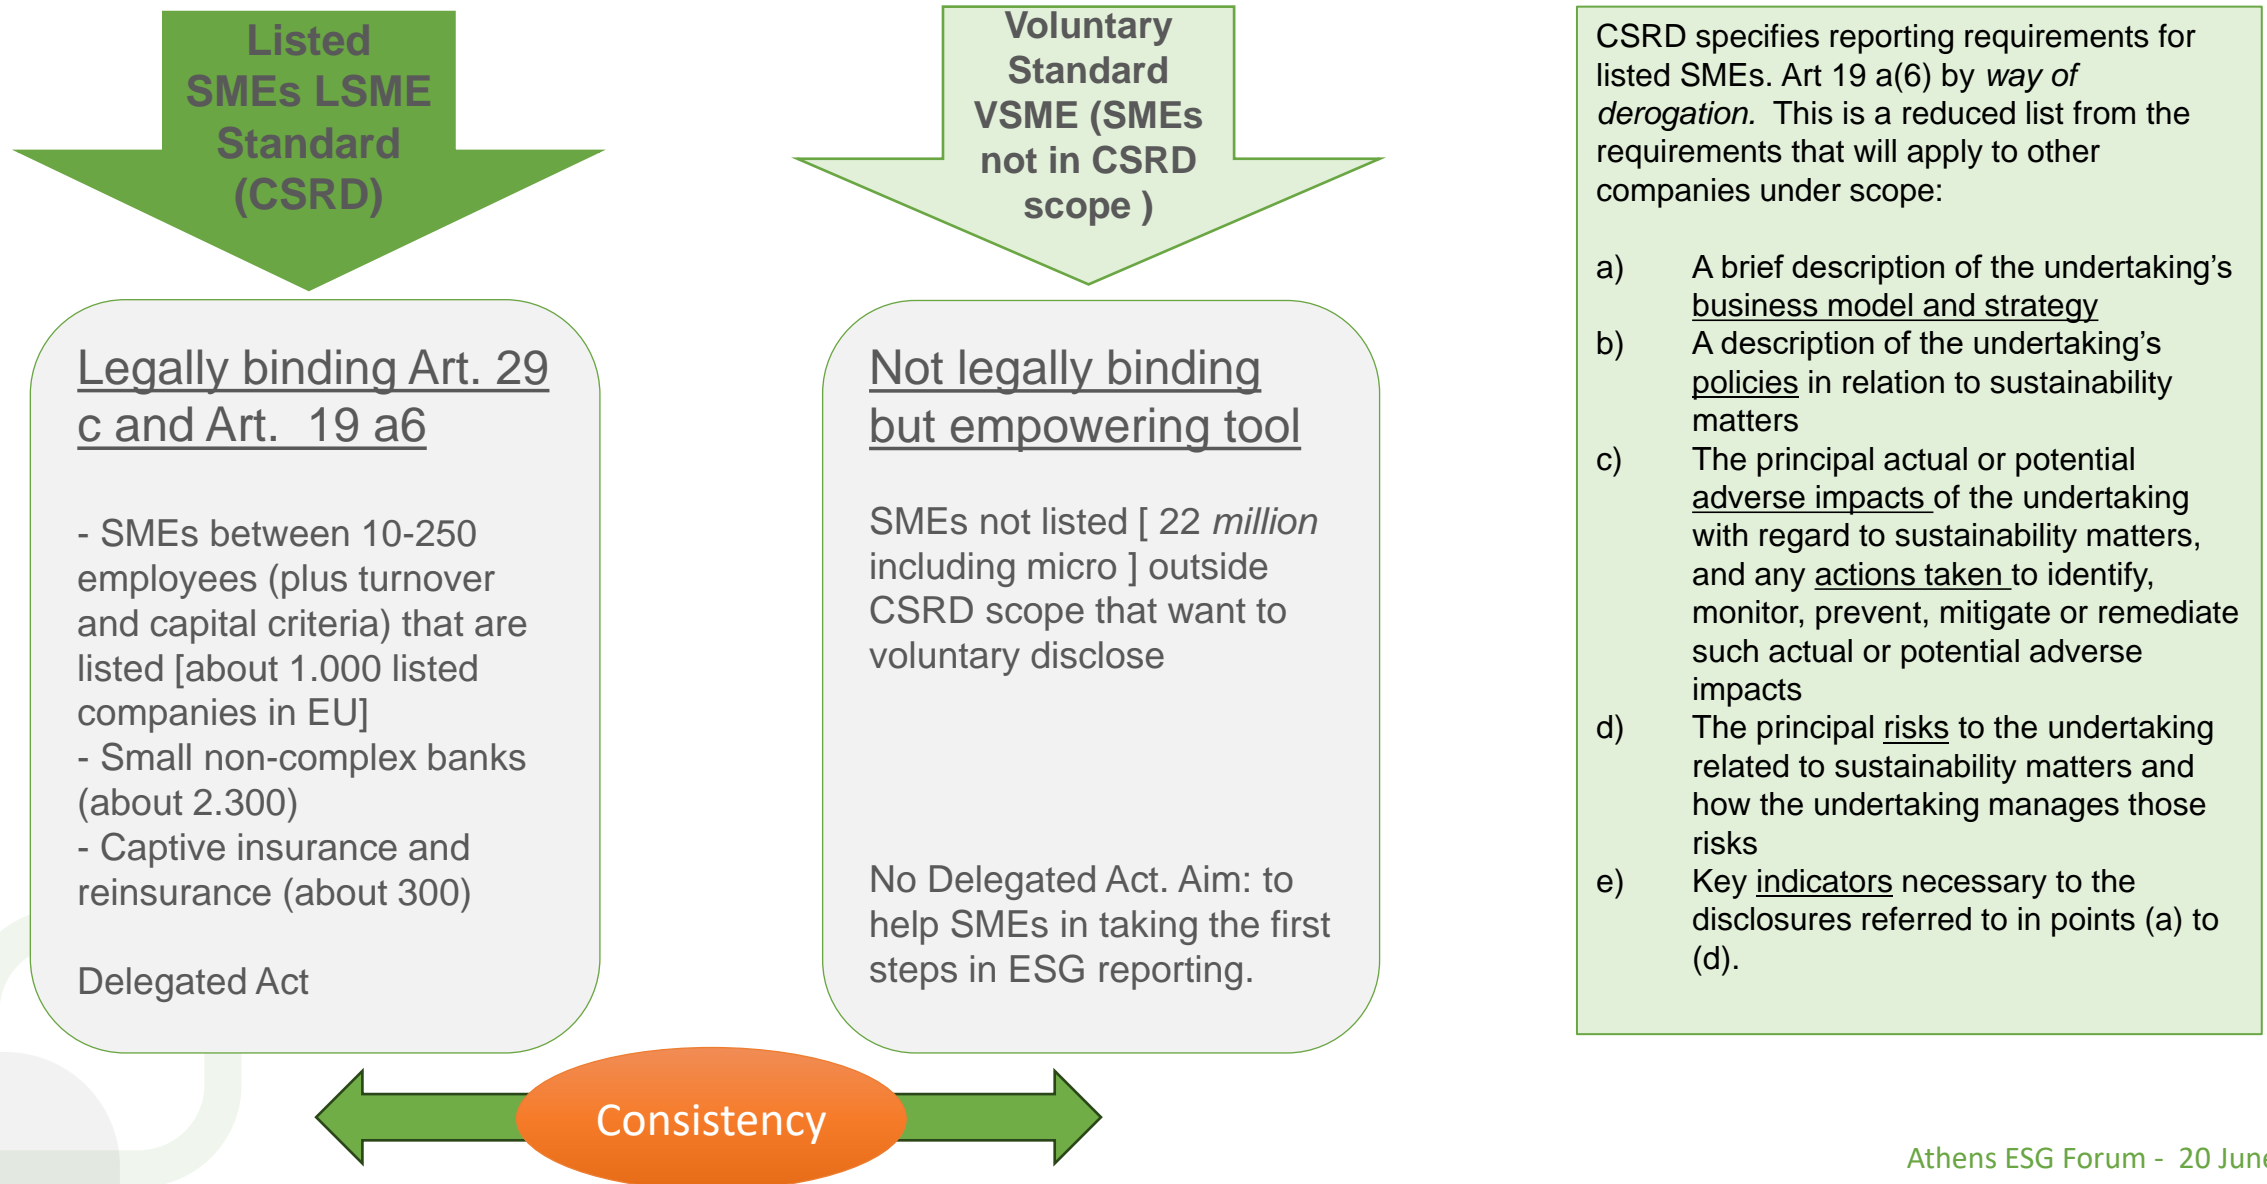 Listed
SMEs LSME
Standard
(CSRD)
Voluntary
Standard
VSME (SMEs
not in CSRD
scope )
Legally binding Art. 29
c and Art.  19 a6
- SMEs between 10-250
employees (plus turnover
and capital criteria) that are
listed [about 1.000 listed
companies in EU]
- Small non-complex banks
(about 2.300)
- Captive insurance and
reinsurance (about 300)
Delegated Act
Not legally binding
but empowering tool
SMEs not listed [ 22 million
including micro ] outside
CSRD scope that want to
voluntary disclose
No Delegated Act. Aim: to
help SMEs in taking the first
steps in ESG reporting.
Consistency
CSRD specifies reporting requirements for
listed SMEs. Art 19 a(6) by way of
derogation.  This is a reduced list from the
requirements that will apply to other
companies under scope:
a) A brief description of the undertaking’s
business model and strategy
b) A description of the undertaking’s
policies in relation to sustainability
matters
c) The principal actual or potential
adverse impacts of the undertaking
with regard to sustainability matters,
and any actions taken to identify,
monitor, prevent, mitigate or remediate
such actual or potential adverse
impacts
d) The principal risks to the undertaking
related to sustainability matters and
how the undertaking manages those
risks
e) Key indicators necessary to the
disclosures referred to in points (a) to
(d).
Athens ESG Forum -  20 June